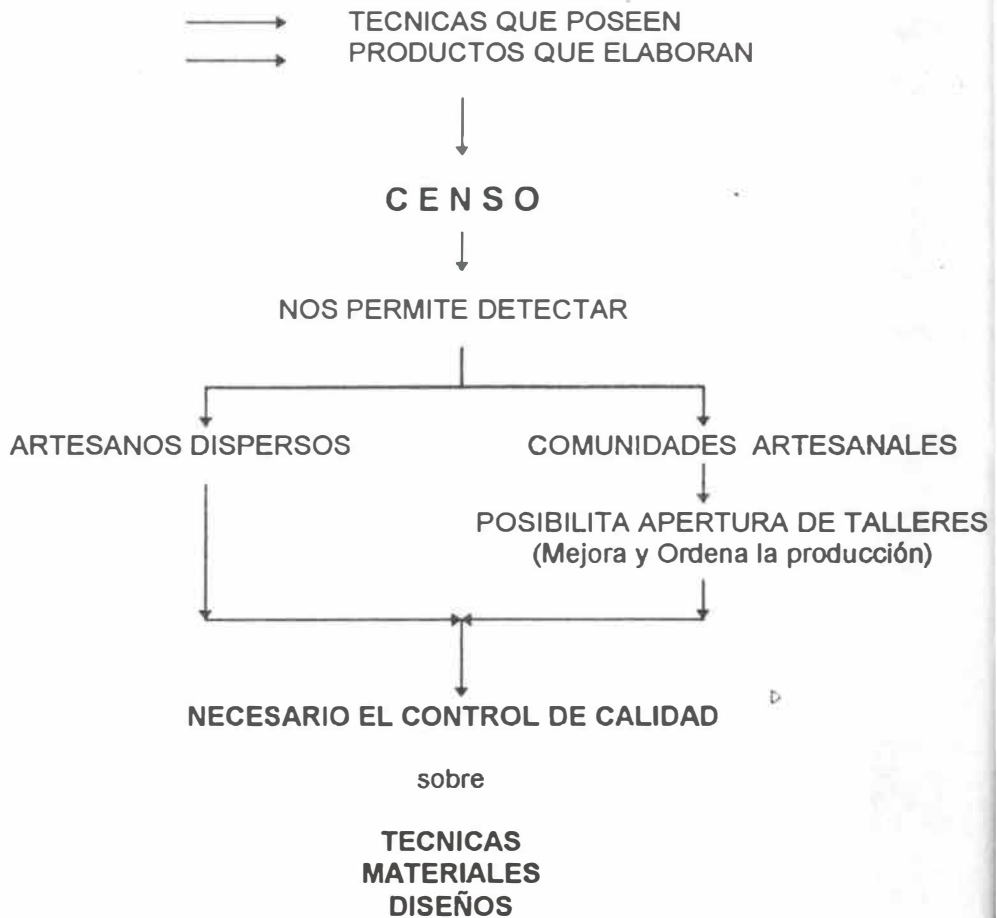 TECNICAS QUE POSEEN
PRODUCTOS QUE ELABORAN
C E N S O
NOS PERMITE DETECTAR
ARTESANOS DISPERSOS
COMUNIDADES ARTESANALES
POSIBILITA APERTURA DE TALLERES
(Mejora y Ordena la producción)
NECESARIO EL CONTROL DE CALIDAD
sobre
TECNICAS
MATERIALES
DISEÑOS